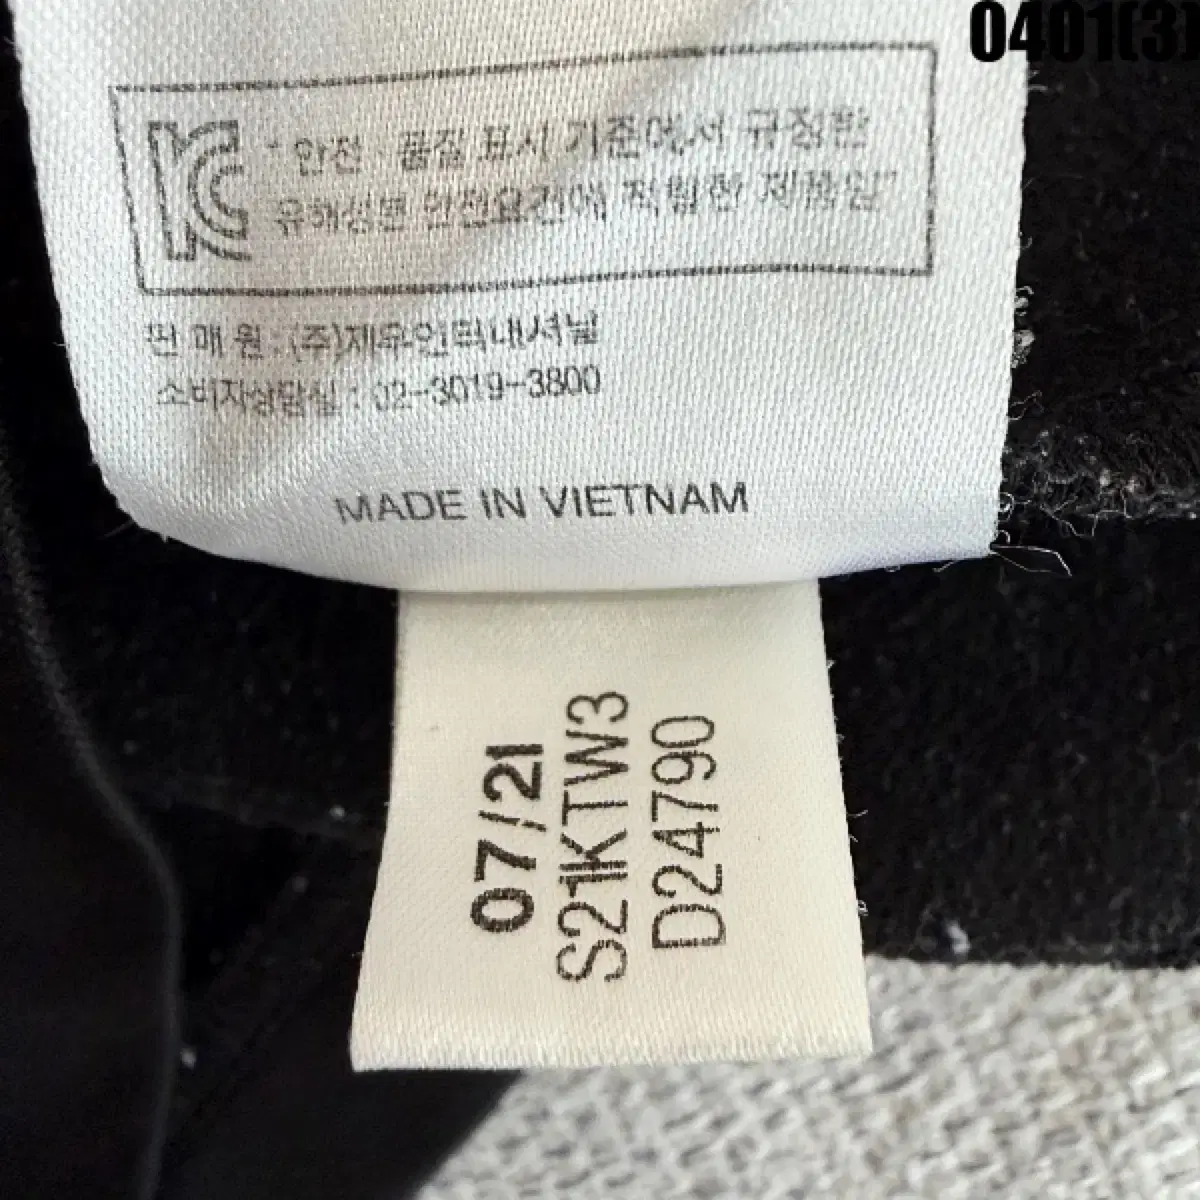 0401(3)
KC
"안전·품질 표시 기준에서 규정한
유해성분 안전요건에 적합한 제품임"
판 매 원 : (주)재우인터내셔널
소비자상담실 : 02-3019-3800
MADE IN VIETNAM
07/21
S21KTW3
D24790